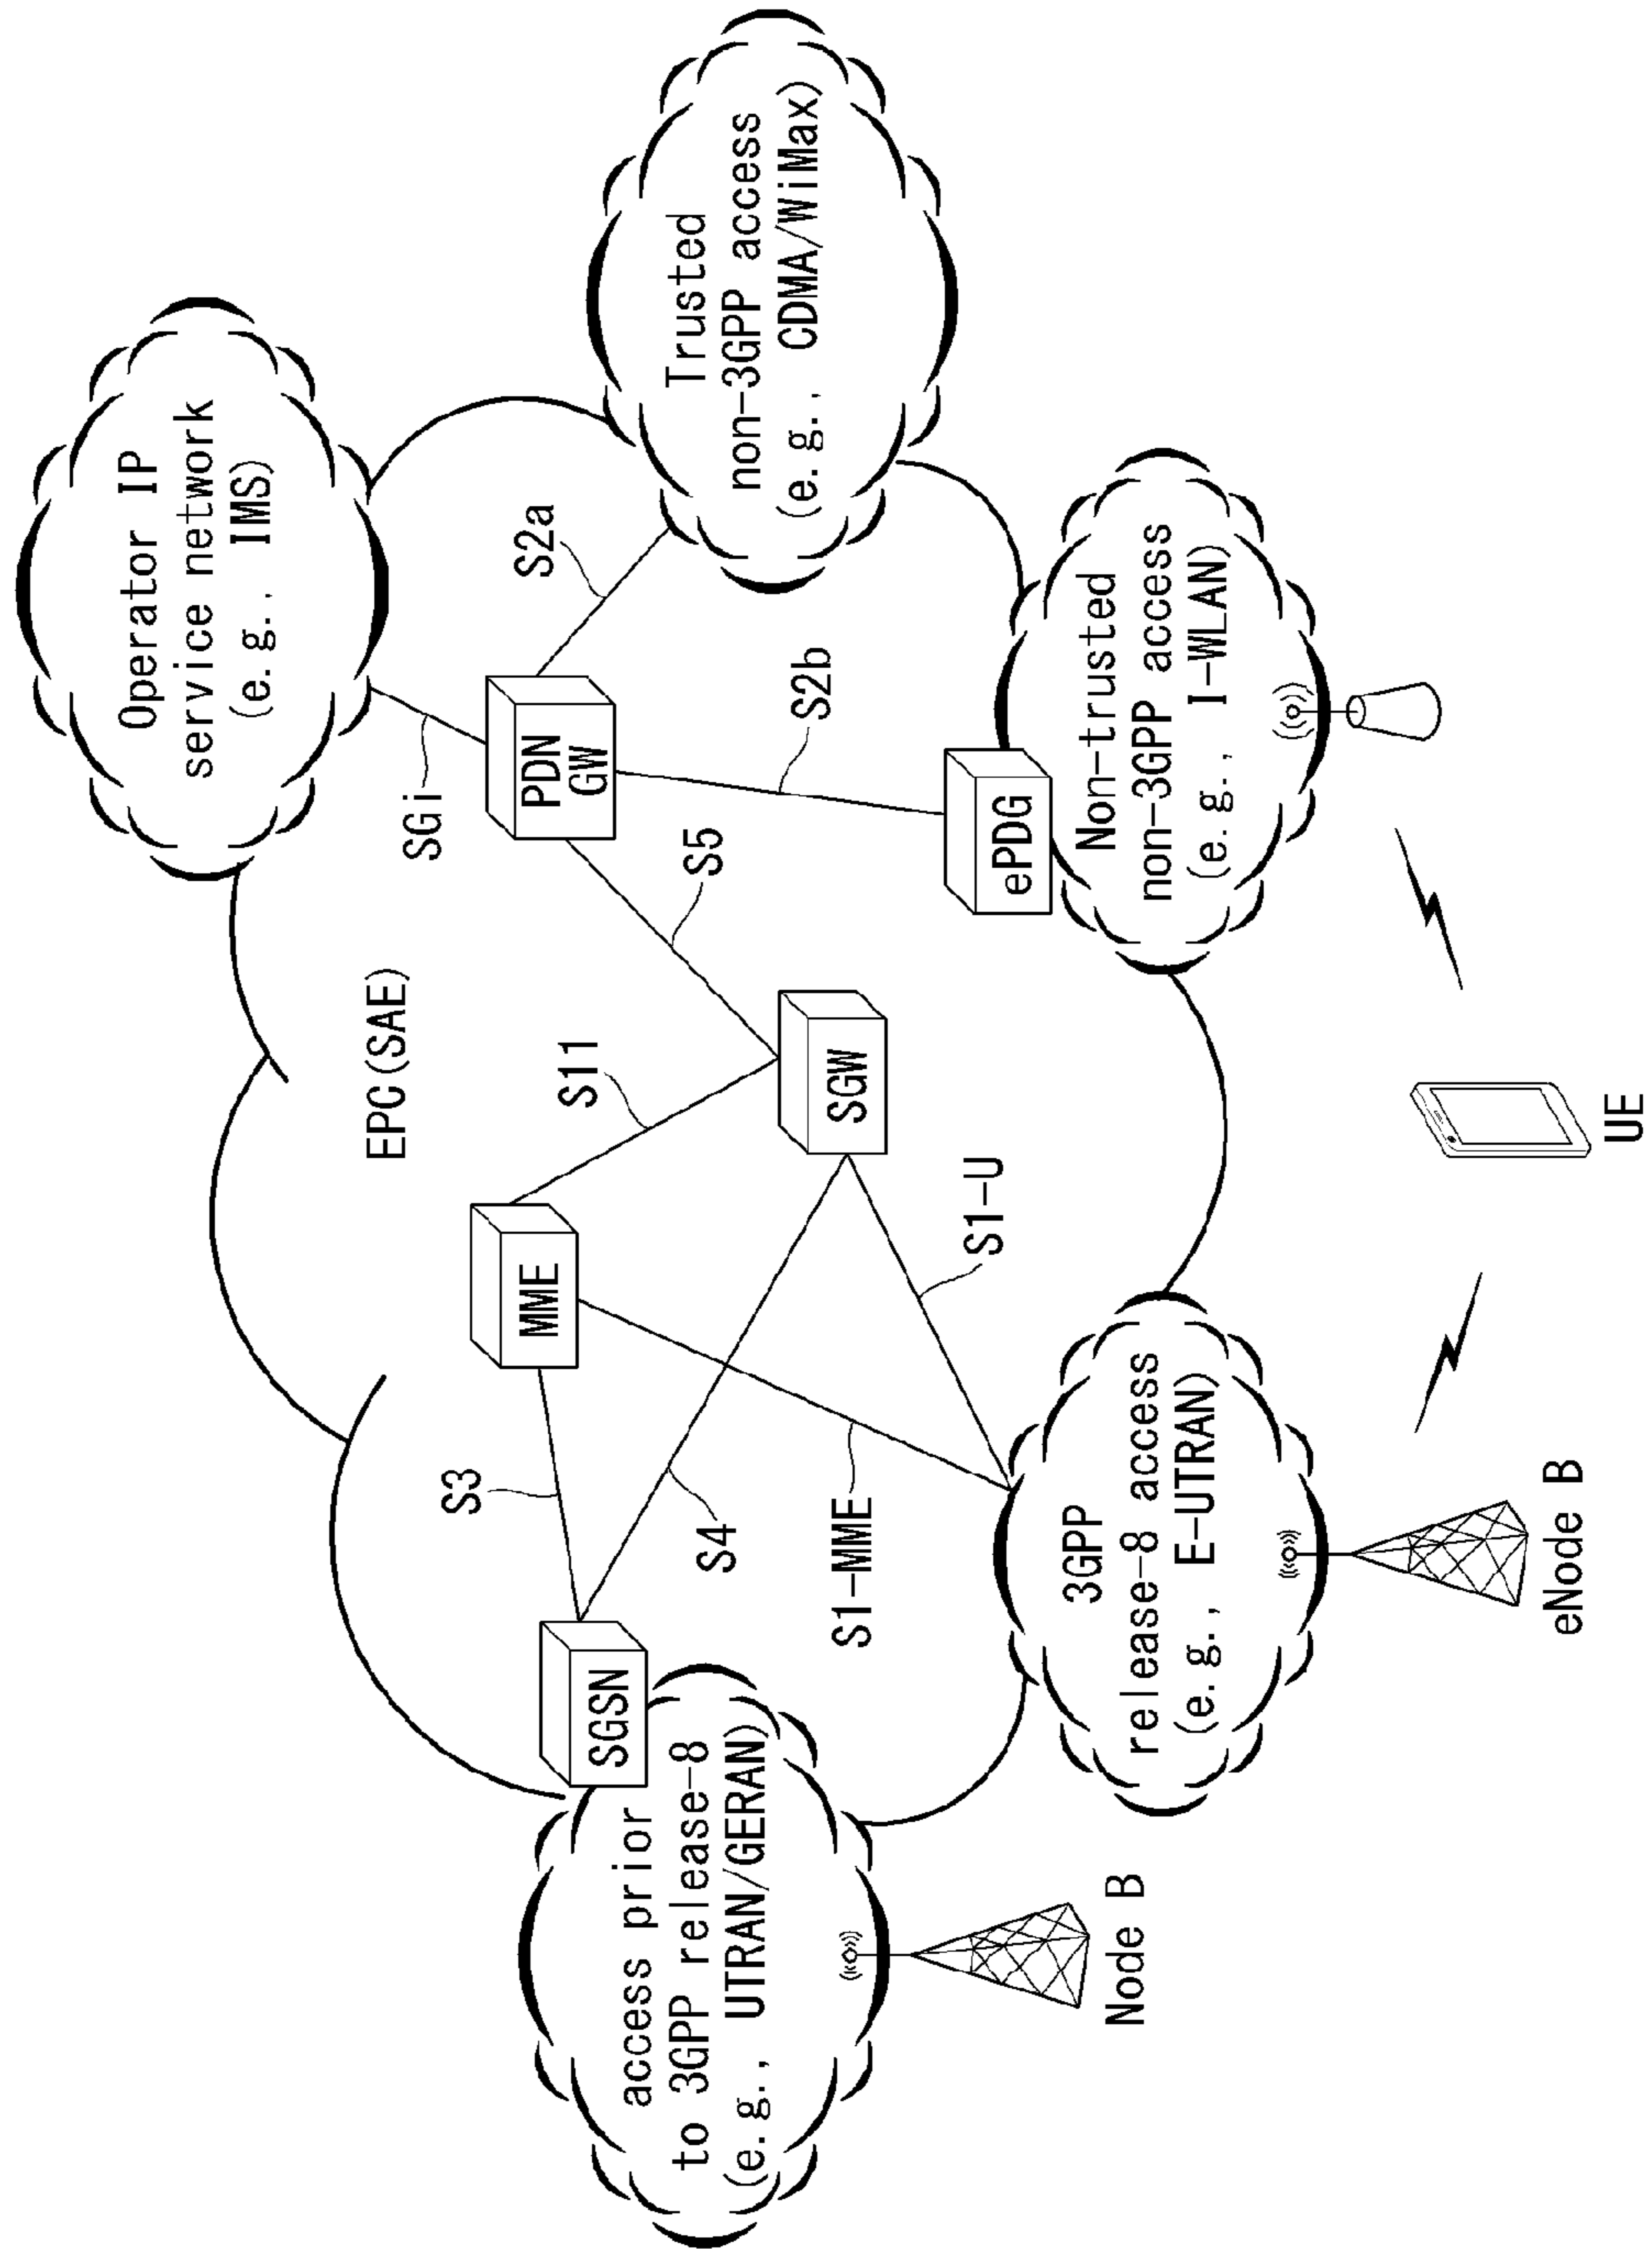 Operator IP
service network
(e.g., IMS)
EPC(SAE)
SGi
S2a
Trusted
non-3GPP access
(e.g., CDMA/WiMax)
PDN
GW
S3
MME
S11
S5
S2b
SGSN
access prior
to 3GPP release-8
(e.g., UTRAN/GERAN)
S4
SGW
S1-MME
S1-U
ePDG
Non-trusted
non-3GPP access
(e.g., I-WLAN)
3GPP
release-8 access
(e.g., E-UTRAN)
Node B
eNode B
UE